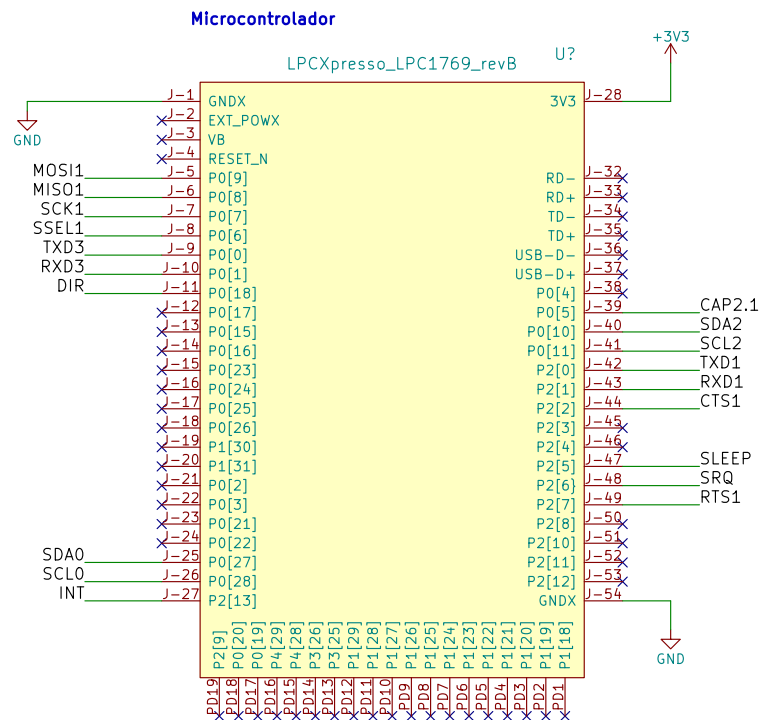 Microcontrolador
LPCXpresso_LPC1769_revB
U?
+3V3
J-1 GNDX 3V3 J-28
J-2 EXT_POWX
GND
J-3 VB
J-4 RESET_N
MOSI1 J-5 P0[9] RD- J-32
MISO1 J-6 P0[8] RD+ J-33
SCK1 J-7 P0[7] TD- J-34
SSEL1 J-8 P0[6] TD+ J-35
TXD3 J-9 P0[0] USB-D- J-36
RXD3 J-10 P0[1] USB-D+ J-37
DIR J-11 P0[18] P0[4] J-38
J-12 P0[17] P0[5] J-39 CAP2.1
J-13 P0[15] P0[10] J-40 SDA2
J-14 P0[16] P0[11] J-41 SCL2
J-15 P0[23] P2[0] J-42 TXD1
J-16 P0[24] P2[1] J-43 RXD1
J-17 P0[25] P2[2] J-44 CTS1
J-18 P0[26] P2[3] J-45
J-19 P1[30] P2[4] J-46
J-20 P1[31] P2[5] J-47 SLEEP
J-21 P0[2] P2[6} J-48 SRQ
J-22 P0[3] P2[7] J-49 RTS1
J-23 P0[21] P2[8] J-50
J-24 P0[22] P2[10] J-51
SDA0 J-25 P0[27] P2[11] J-52
SCL0 J-26 P0[28] P2[12] J-53
INT J-27 P2[13] GNDX J-54
GND
P2[9] P0[20] P0[19] P4[29] P4[28] P3[26] P3[25] P1[29] P1[28] P1[27] P1[26] P1[25] P1[24] P1[23] P1[22] P1[21] P1[20] P1[19] P1[18]
PD19 PD18 PD17 PD16 PD15 PD14 PD13 PD12 PD11 PD10 PD9 PD8 PD7 PD6 PD5 PD4 PD3 PD2 PD1